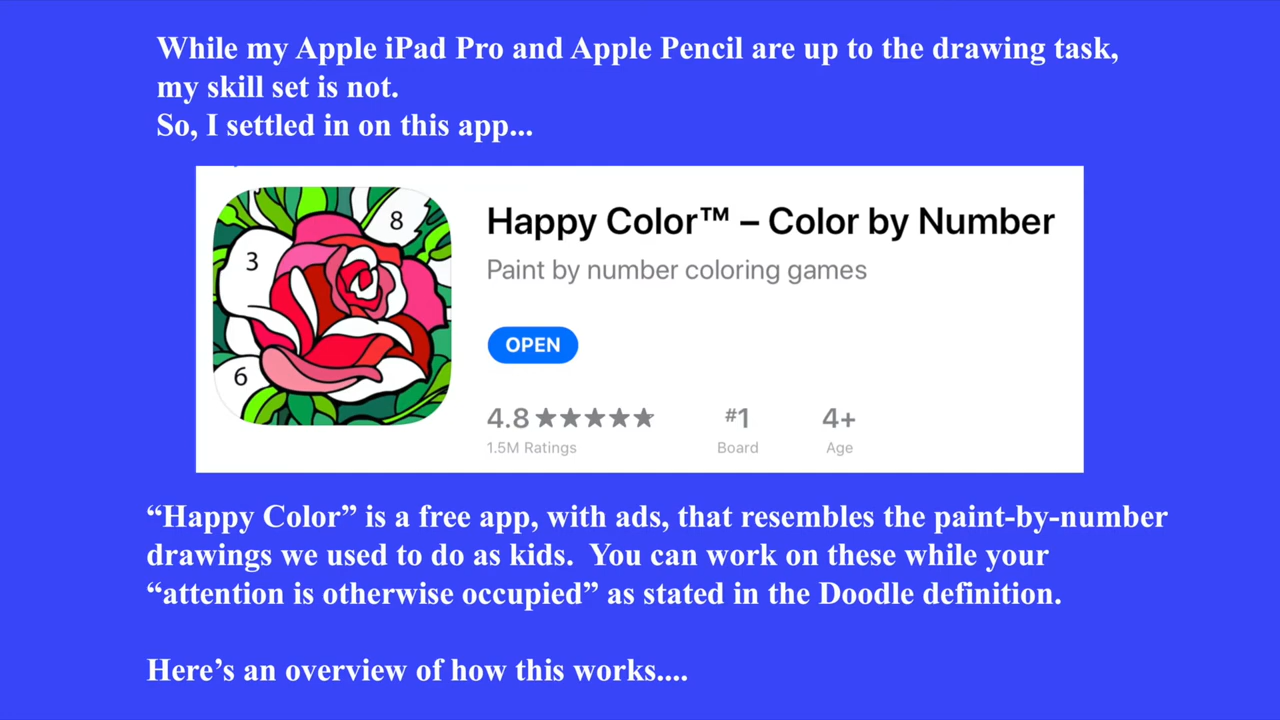 While my Apple iPad Pro and Apple Pencil are up to the drawing task,
my skill set is not.
So, I settled in on this app...
8
3
6
Happy Color™ – Color by Number
Paint by number coloring games
OPEN
4.8 ★★★★★ #1 4+
1.5M Ratings Board Age
“Happy Color” is a free app, with ads, that resembles the paint-by-number
drawings we used to do as kids.  You can work on these while your
“attention is otherwise occupied” as stated in the Doodle definition.
Here’s an overview of how this works....